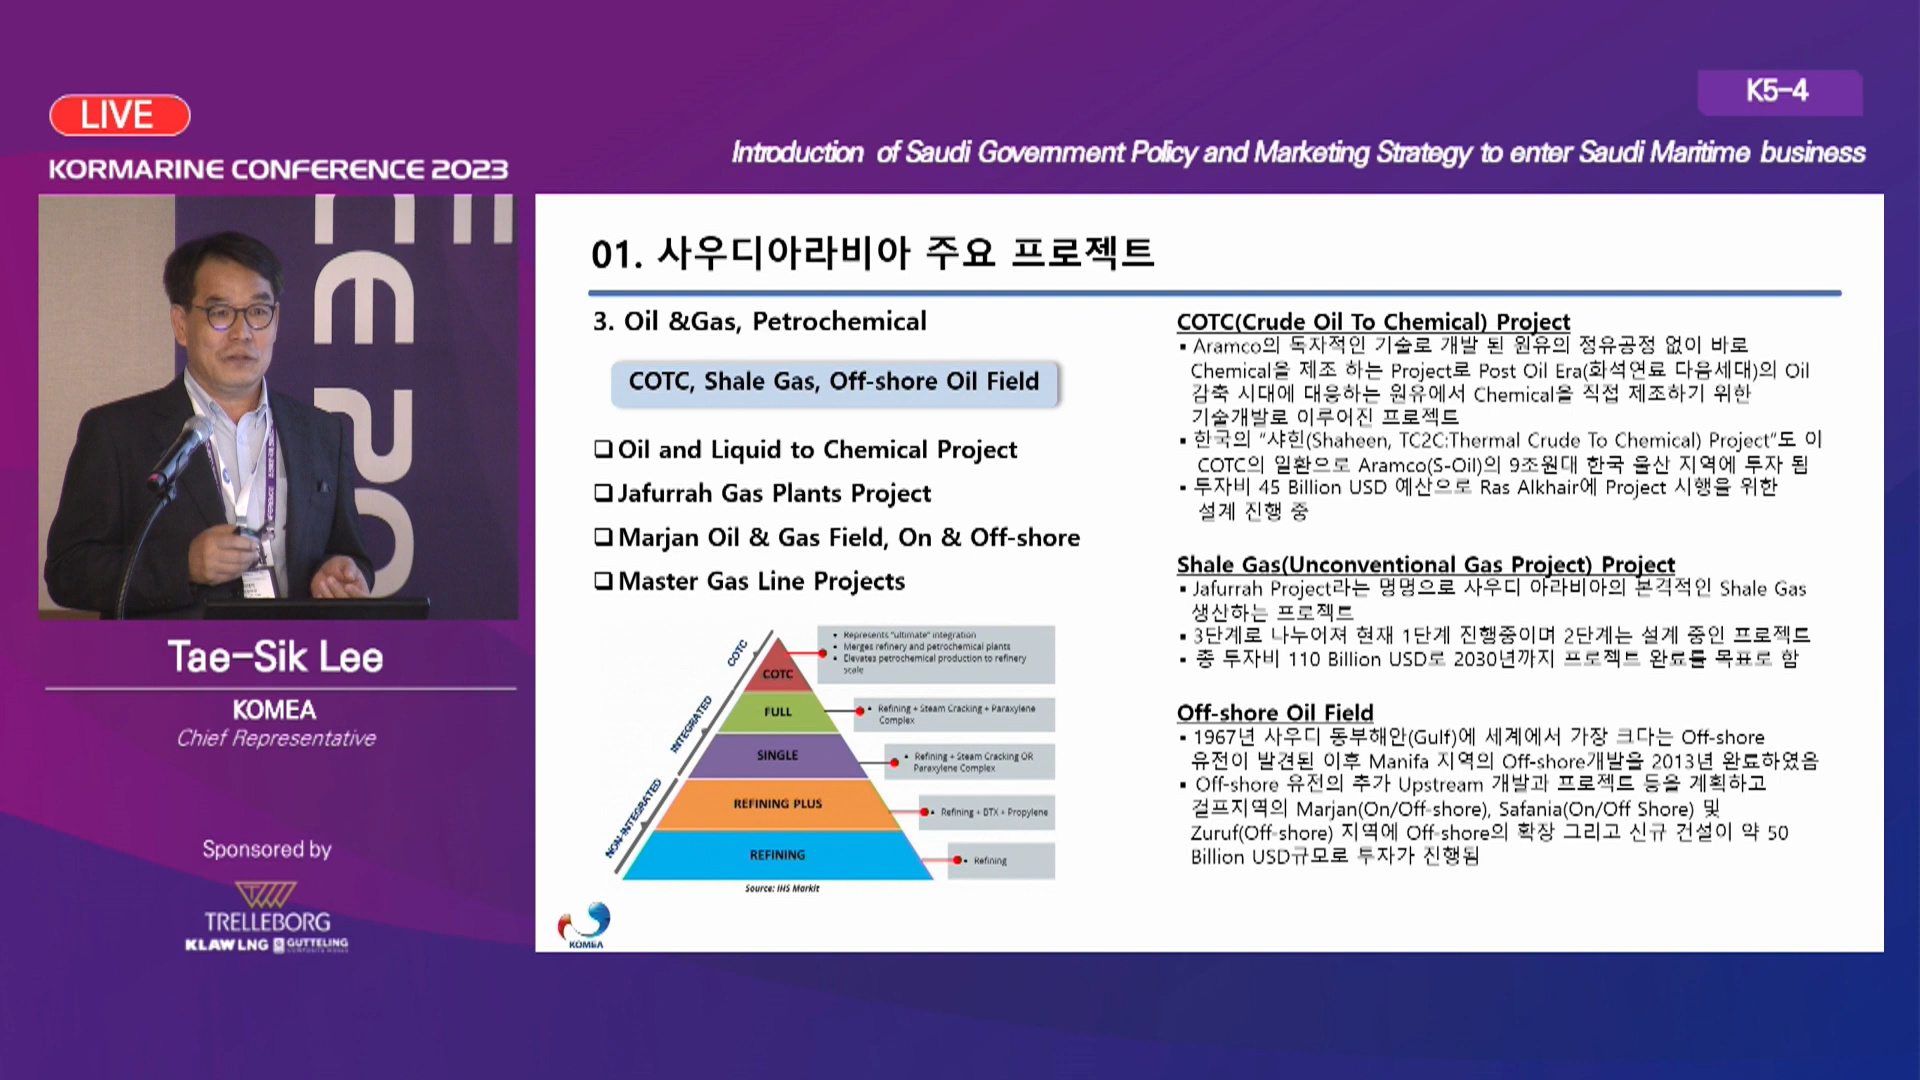 LIVE
KORMARINE CONFERENCE 2023
K5-4
Introduction of Saudi Government Policy and Marketing Strategy to enter Saudi Maritime business
Tae-Sik Lee
KOMEA
Chief Representative
Sponsored by
TRELLEBORG
KLAW LNG GUTTELING
01. 사우디아라비아 주요 프로젝트
3. Oil &Gas, Petrochemical
COTC, Shale Gas, Off-shore Oil Field
❑ Oil and Liquid to Chemical Project
❑ Jafurrah Gas Plants Project
❑ Marjan Oil & Gas Field, On & Off-shore
❑ Master Gas Line Projects
COTC
INTEGRATED
NON-INTEGRATED
COTC
▪ Represents "ultimate" integration
▪ Merges refinery and petrochemical plants
▪ Elevates petrochemical production to refinery
scale
FULL
▪ Refining + Steam Cracking + Paraxylene
Complex
SINGLE
▪ Refining + Steam Cracking OR
Paraxylene Complex
REFINING PLUS
▪ Refining + BTX + Propylene
REFINING
▪ Refining
Source: IHS Markit
KOMEA
COTC(Crude Oil To Chemical) Project
▪ Aramco의 독자적인 기술로 개발 된 원유의 정유공정 없이 바로
Chemical을 제조 하는 Project로 Post Oil Era(화석연료 다음세대)의 Oil
감축 시대에 대응하는 원유에서 Chemical을 직접 제조하기 위한
기술개발로 이루어진 프로젝트
▪ 한국의 "샤힌(Shaheen, TC2C:Thermal Crude To Chemical) Project"도 이
COTC의 일환으로 Aramco(S-Oil)의 9조원대 한국 울산 지역에 투자 됨
▪ 투자비 45 Billion USD 예산으로 Ras Alkhair에 Project 시행을 위한
설계 진행 중
Shale Gas(Unconventional Gas Project) Project
▪ Jafurrah Project라는 명명으로 사우디 아라비아의 본격적인 Shale Gas
생산하는 프로젝트
▪ 3단계로 나누어져 현재 1단계 진행중이며 2단계는 설계 중인 프로젝트
▪ 총 투자비 110 Billion USD로 2030년까지 프로젝트 완료를 목표로 함
Off-shore Oil Field
▪ 1967년 사우디 동부해안(Gulf)에 세계에서 가장 크다는 Off-shore
유전이 발견된 이후 Manifa 지역의 Off-shore개발을 2013년 완료하였음
▪ Off-shore 유전의 추가 Upstream 개발과 프로젝트 등을 계획하고
걸프지역의 Marjan(On/Off-shore), Safania(On/Off Shore) 및
Zuruf(Off-shore) 지역에 Off-shore의 확장 그리고 신규 건설이 약 50
Billion USD규모로 투자가 진행됨